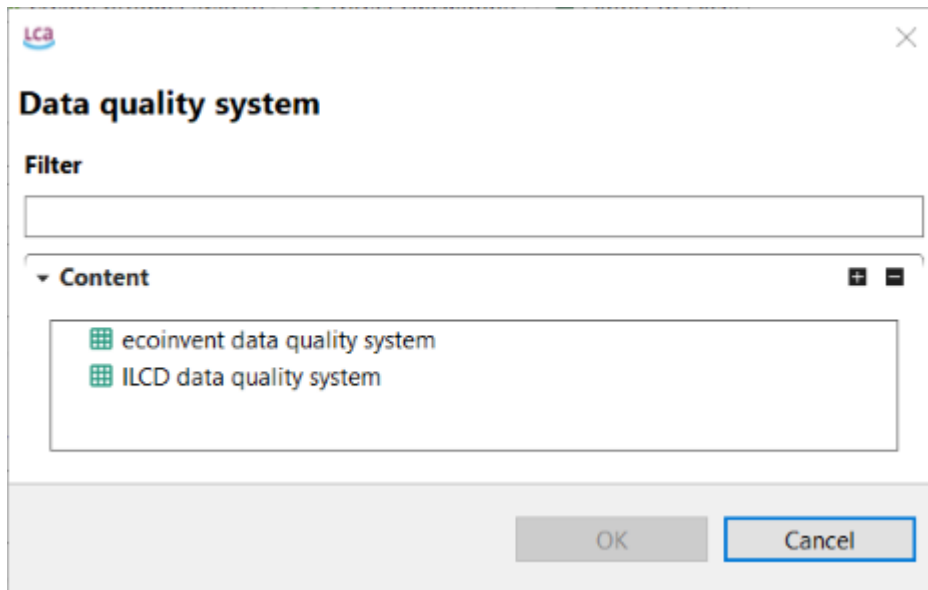 LCa
Data quality system
Filter
Content
ecoinvent data quality system
ILCD data quality system
OK
Cancel